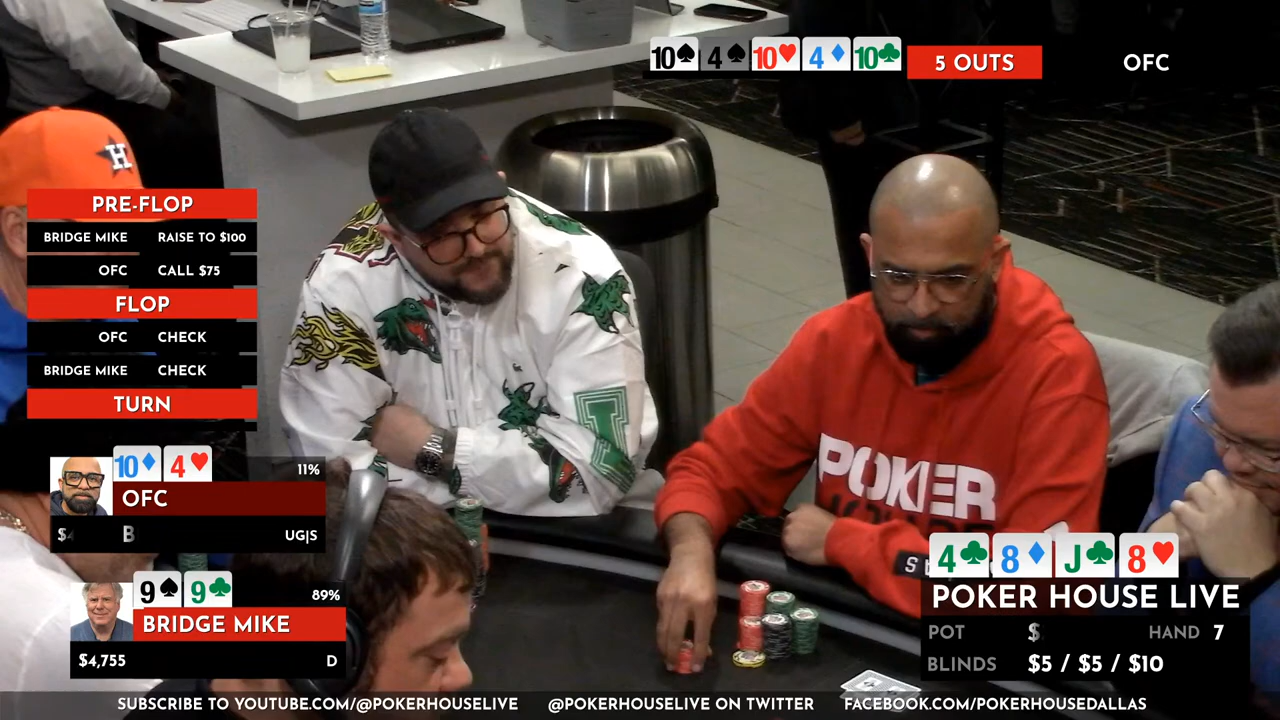 10♠ 4♠ 10♥ 4♦ 10♣ 5 OUTS OFC
H
PRE-FLOP
BRIDGE MIKE RAISE TO $100
OFC CALL $75
FLOP
OFC CHECK
BRIDGE MIKE CHECK
TURN
10♦ 4♥ 11%
OFC
B UG|S
9♠ 9♣ 89%
BRIDGE MIKE
$4,755 D
POKER
4♣ 8♦ J♣ 8♥
POKER HOUSE LIVE
POT $ HAND 7
BLINDS $5 / $5 / $10
SUBSCRIBE TO YOUTUBE.COM/@POKERHOUSELIVE @POKERHOUSELIVE ON TWITTER FACEBOOK.COM/POKERHOUSEDALLAS